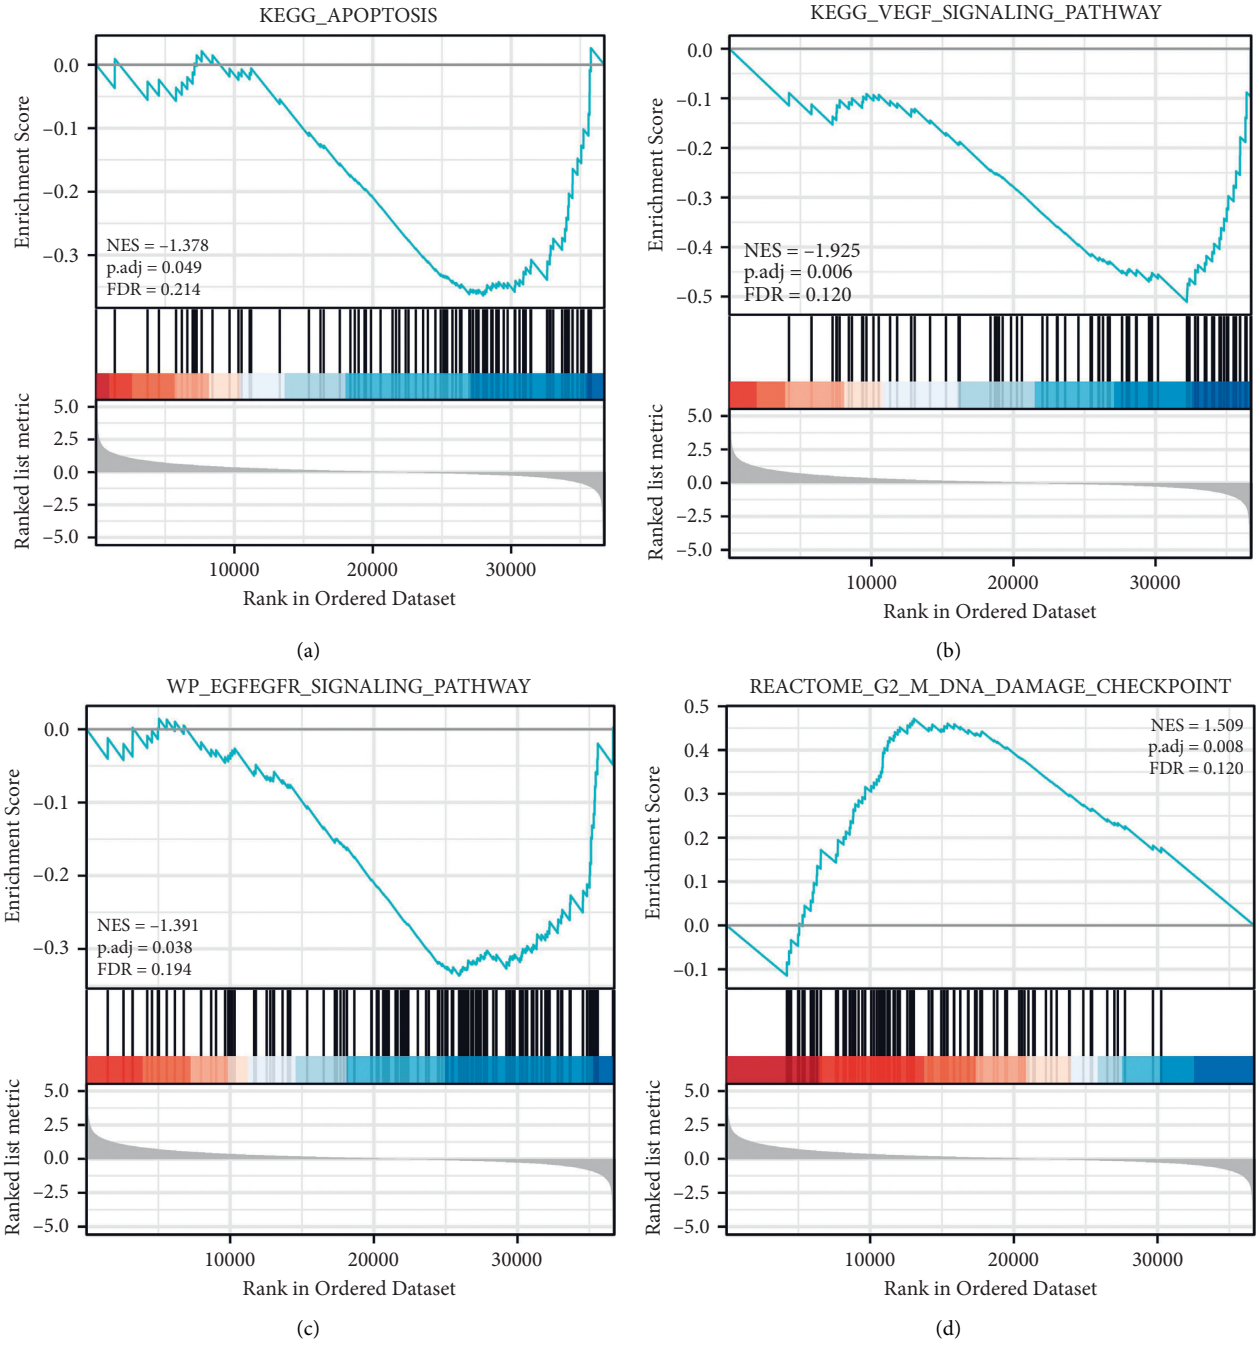 KEGG_APOPTOSIS
0.0
−0.1
−0.2
−0.3
Enrichment Score
NES = −1.378
p.adj = 0.049
FDR = 0.214
5.0
2.5
0.0
−2.5
−5.0
Ranked list metric
10000 20000 30000
Rank in Ordered Dataset
(a)
KEGG_VEGF_SIGNALING_PATHWAY
0.0
−0.1
−0.2
−0.3
−0.4
−0.5
Enrichment Score
NES = −1.925
p.adj = 0.006
FDR = 0.120
5.0
2.5
0.0
−2.5
−5.0
Ranked list metric
10000 20000 30000
Rank in Ordered Dataset
(b)
WP_EGFEGFR_SIGNALING_PATHWAY
0.0
−0.1
−0.2
−0.3
Enrichment Score
NES = −1.391
p.adj = 0.038
FDR = 0.194
5.0
2.5
0.0
−2.5
−5.0
Ranked list metric
10000 20000 30000
Rank in Ordered Dataset
(c)
REACTOME_G2_M_DNA_DAMAGE_CHECKPOINT
0.5
0.4
0.3
0.2
0.1
0.0
−0.1
Enrichment Score
NES = 1.509
p.adj = 0.008
FDR = 0.120
5.0
2.5
0.0
−2.5
−5.0
Ranked list metric
10000 20000 30000
Rank in Ordered Dataset
(d)